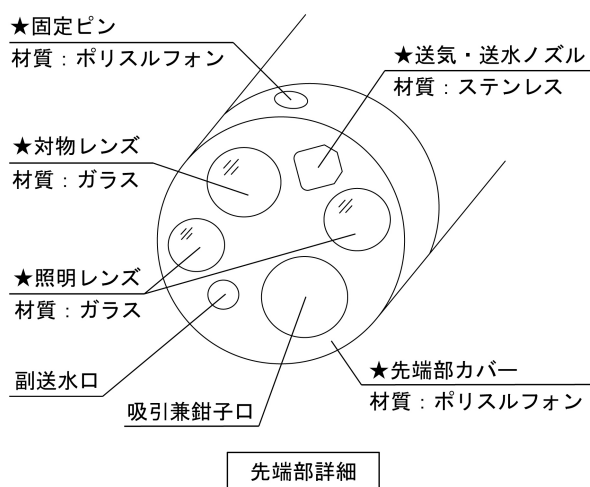 ★固定ピン
材質：ポリスルフォン
★送気・送水ノズル
材質：ステンレス
★対物レンズ
材質：ガラス
★照明レンズ
材質：ガラス
副送水口
吸引兼鉗子口
★先端部カバー
材質：ポリスルフォン
先端部詳細